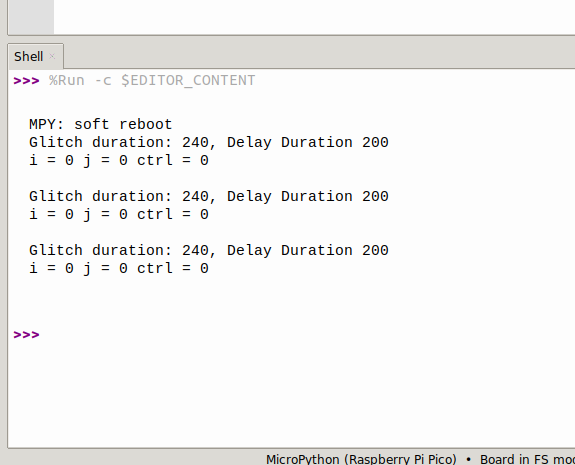 Shell ×
>>> %Run -c $EDITOR_CONTENT
MPY: soft reboot
Glitch duration: 240, Delay Duration 200
i = 0 j = 0 ctrl = 0
Glitch duration: 240, Delay Duration 200
i = 0 j = 0 ctrl = 0
Glitch duration: 240, Delay Duration 200
i = 0 j = 0 ctrl = 0
>>>
MicroPython (Raspberry Pi Pico) • Board in FS mo